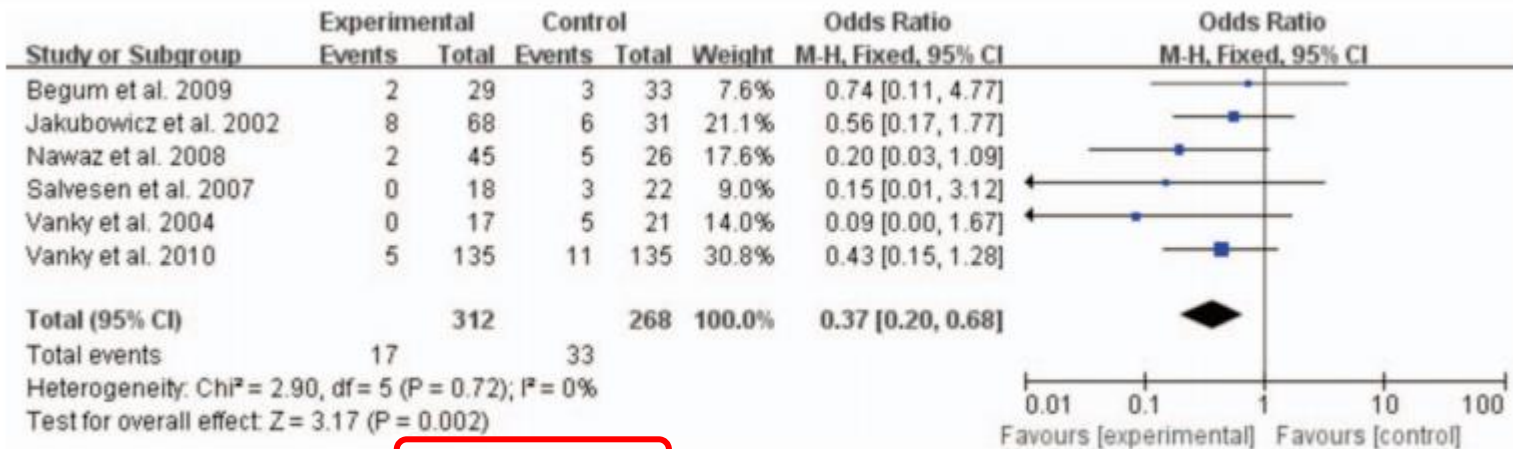 Experimental Control Odds Ratio Odds Ratio
Study or Subgroup Events Total Events Total Weight M-H, Fixed, 95% CI M-H, Fixed, 95% CI
Begum et al. 2009 2 29 3 33 7.6% 0.74 [0.11, 4.77]
Jakubowicz et al. 2002 8 68 6 31 21.1% 0.56 [0.17, 1.77]
Nawaz et al. 2008 2 45 5 26 17.6% 0.20 [0.03, 1.09]
Salvesen et al. 2007 0 18 3 22 9.0% 0.15 [0.01, 3.12]
Vanky et al. 2004 0 17 5 21 14.0% 0.09 [0.00, 1.67]
Vanky et al. 2010 5 135 11 135 30.8% 0.43 [0.15, 1.28]
Total (95% CI) 312 268 100.0% 0.37 [0.20, 0.68]
Total events 17 33
Heterogeneity: Chi² = 2.90, df = 5 (P = 0.72); I² = 0%
Test for overall effect: Z = 3.17 (P = 0.002)
0.01 0.1 1 10 100
Favours [experimental] Favours [control]